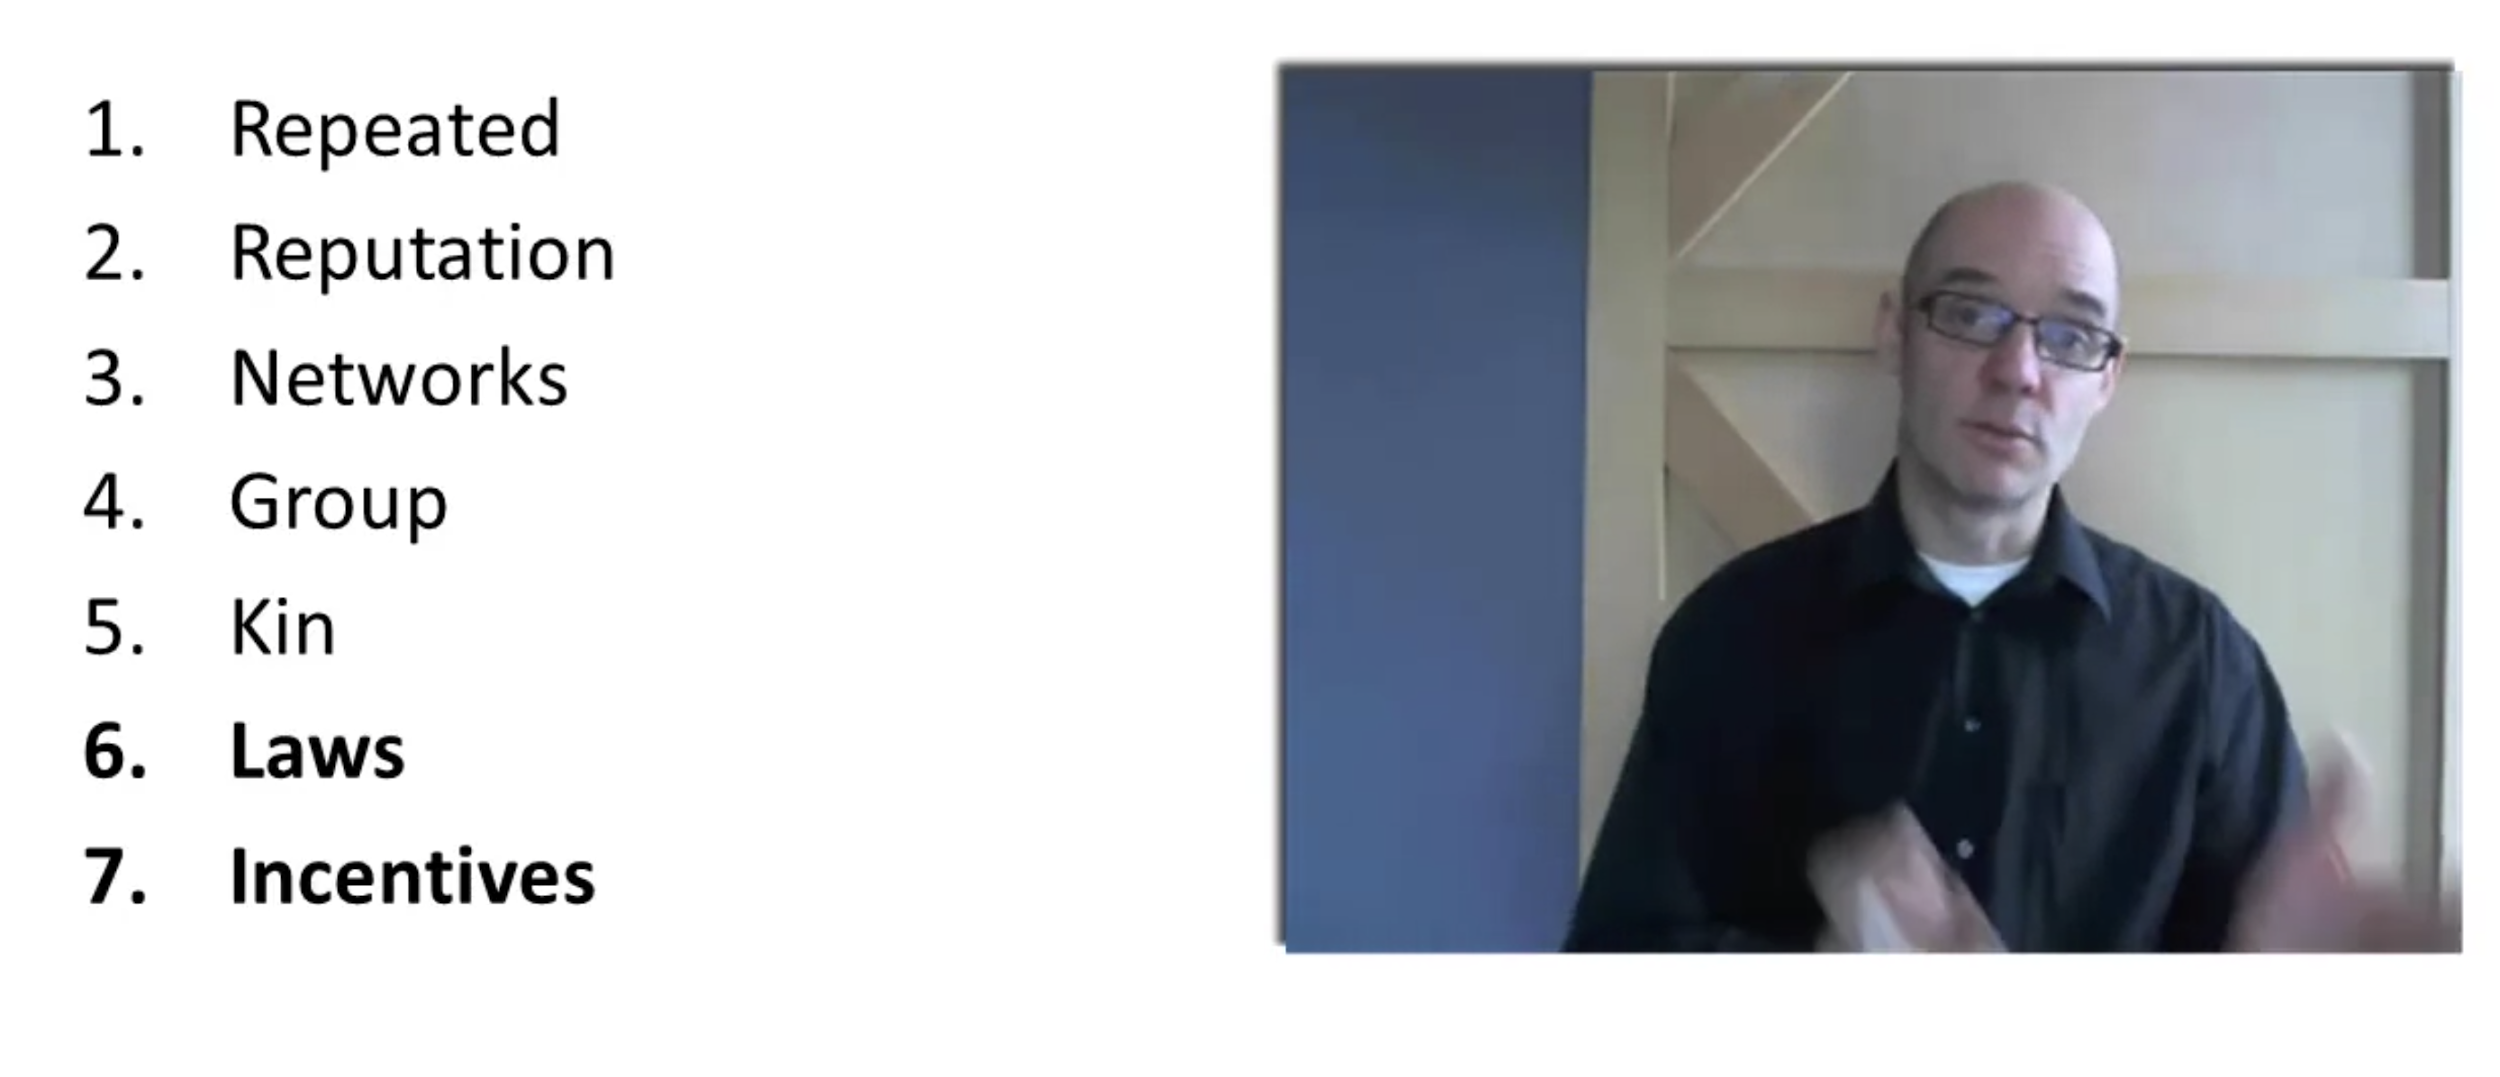 1. Repeated
2. Reputation
3. Networks
4. Group
5. Kin
6. Laws
7. Incentives